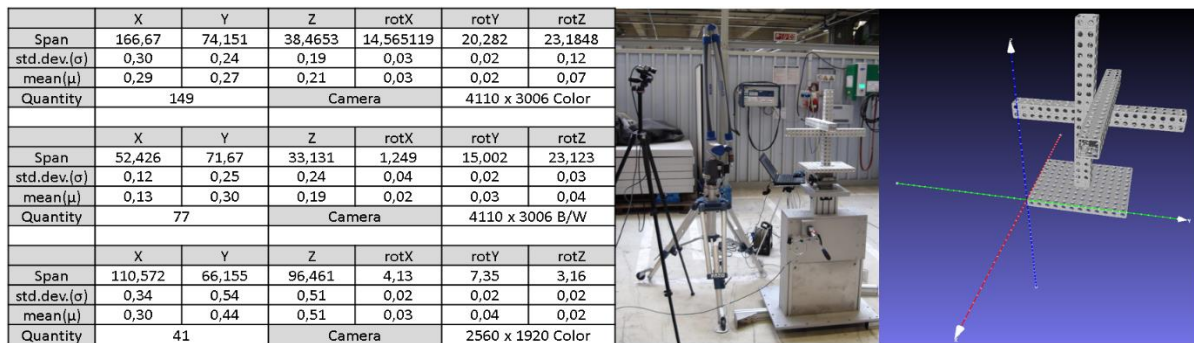 X Y Z rotX rotY rotZ
Span 166,67 74,151 38,4653 14,565119 20,282 23,1848
std.dev.(σ) 0,30 0,24 0,19 0,03 0,02 0,12
mean(μ) 0,29 0,27 0,21 0,03 0,02 0,07
Quantity 149 Camera 4110 x 3006 Color
X Y Z rotX rotY rotZ
Span 52,426 71,67 33,131 1,249 15,002 23,123
std.dev.(σ) 0,12 0,25 0,24 0,04 0,02 0,03
mean(μ) 0,13 0,30 0,19 0,02 0,03 0,04
Quantity 77 Camera 4110 x 3006 B/W
X Y Z rotX rotY rotZ
Span 110,572 66,155 96,461 4,13 7,35 3,16
std.dev.(σ) 0,34 0,54 0,51 0,02 0,02 0,02
mean(μ) 0,30 0,44 0,51 0,03 0,04 0,02
Quantity 41 Camera 2560 x 1920 Color